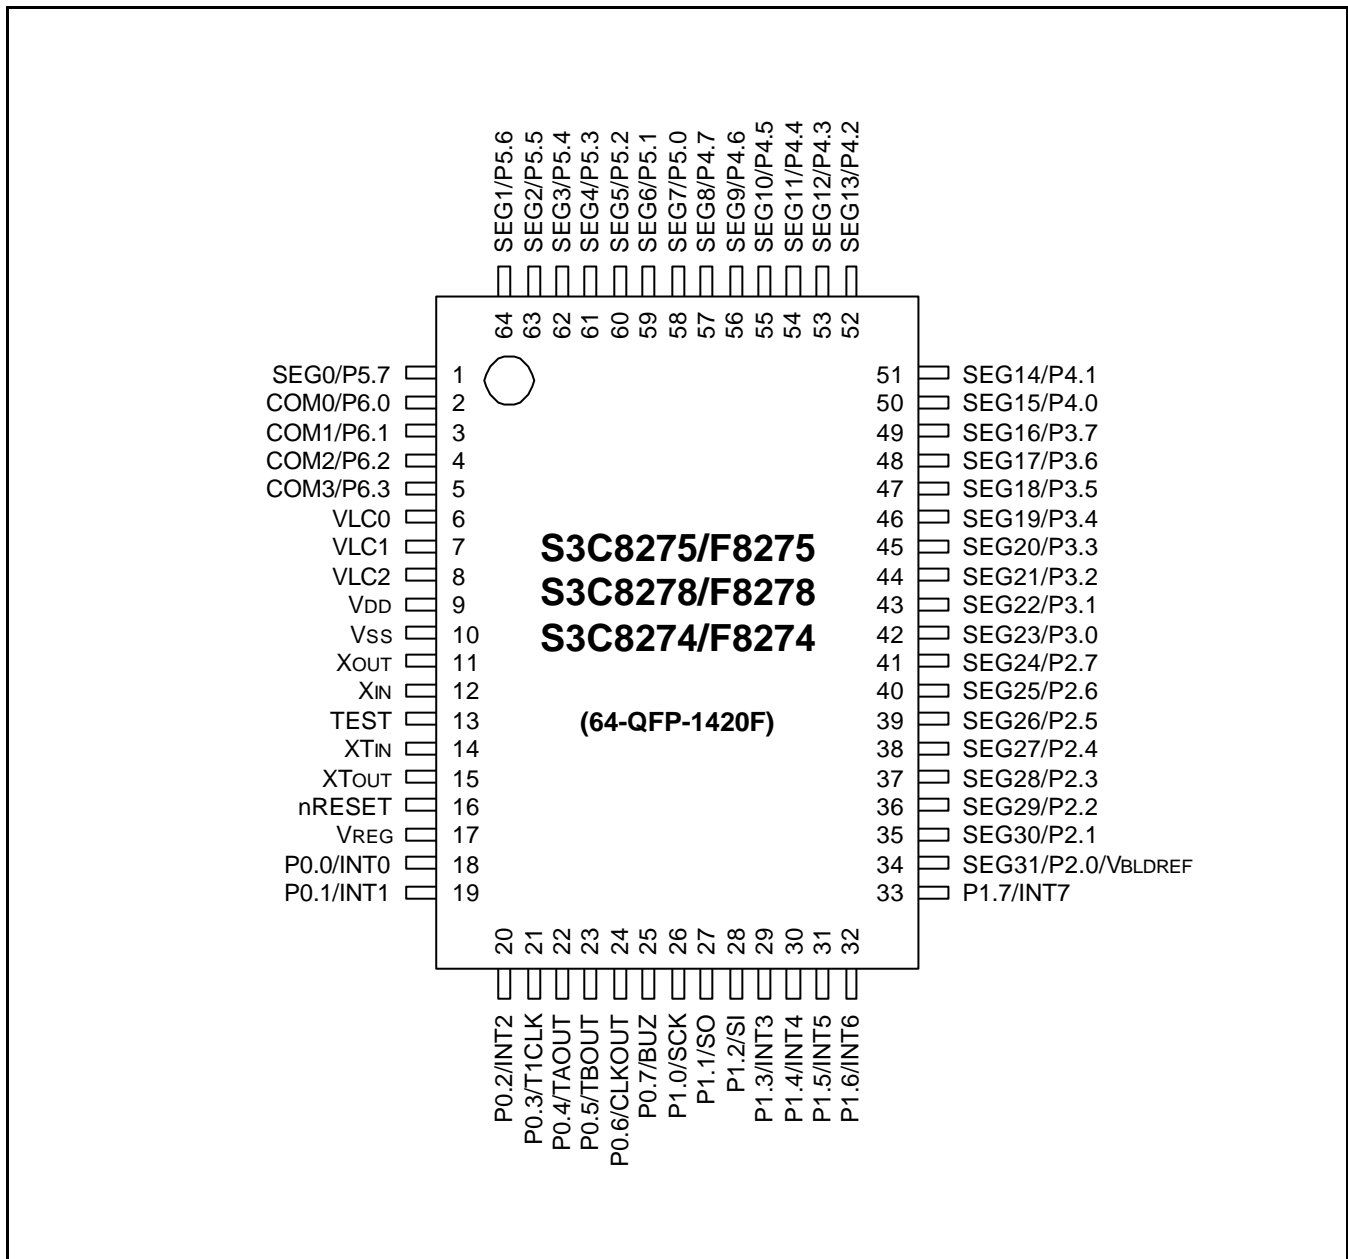 SEG1/P5.6
SEG2/P5.5
SEG3/P5.4
SEG4/P5.3
SEG5/P5.2
SEG6/P5.1
SEG7/P5.0
SEG8/P4.7
SEG9/P4.6
SEG10/P4.5
SEG11/P4.4
SEG12/P4.3
SEG13/P4.2
64
63
62
61
60
59
58
57
56
55
54
53
52
SEG0/P5.7 1
COM0/P6.0 2
COM1/P6.1 3
COM2/P6.2 4
COM3/P6.3 5
VLC0 6
VLC1 7
VLC2 8
VDD 9
VSS 10
XOUT 11
XIN 12
TEST 13
XTIN 14
XTOUT 15
nRESET 16
VREG 17
P0.0/INT0 18
P0.1/INT1 19
S3C8275/F8275
S3C8278/F8278
S3C8274/F8274
(64-QFP-1420F)
51 SEG14/P4.1
50 SEG15/P4.0
49 SEG16/P3.7
48 SEG17/P3.6
47 SEG18/P3.5
46 SEG19/P3.4
45 SEG20/P3.3
44 SEG21/P3.2
43 SEG22/P3.1
42 SEG23/P3.0
41 SEG24/P2.7
40 SEG25/P2.6
39 SEG26/P2.5
38 SEG27/P2.4
37 SEG28/P2.3
36 SEG29/P2.2
35 SEG30/P2.1
34 SEG31/P2.0/VBLDREF
33 P1.7/INT7
20
21
22
23
24
25
26
27
28
29
30
31
32
P0.2/INT2
P0.3/T1CLK
P0.4/TAOUT
P0.5/TBOUT
P0.6/CLKOUT
P0.7/BUZ
P1.0/SCK
P1.1/SO
P1.2/SI
P1.3/INT3
P1.4/INT4
P1.5/INT5
P1.6/INT6